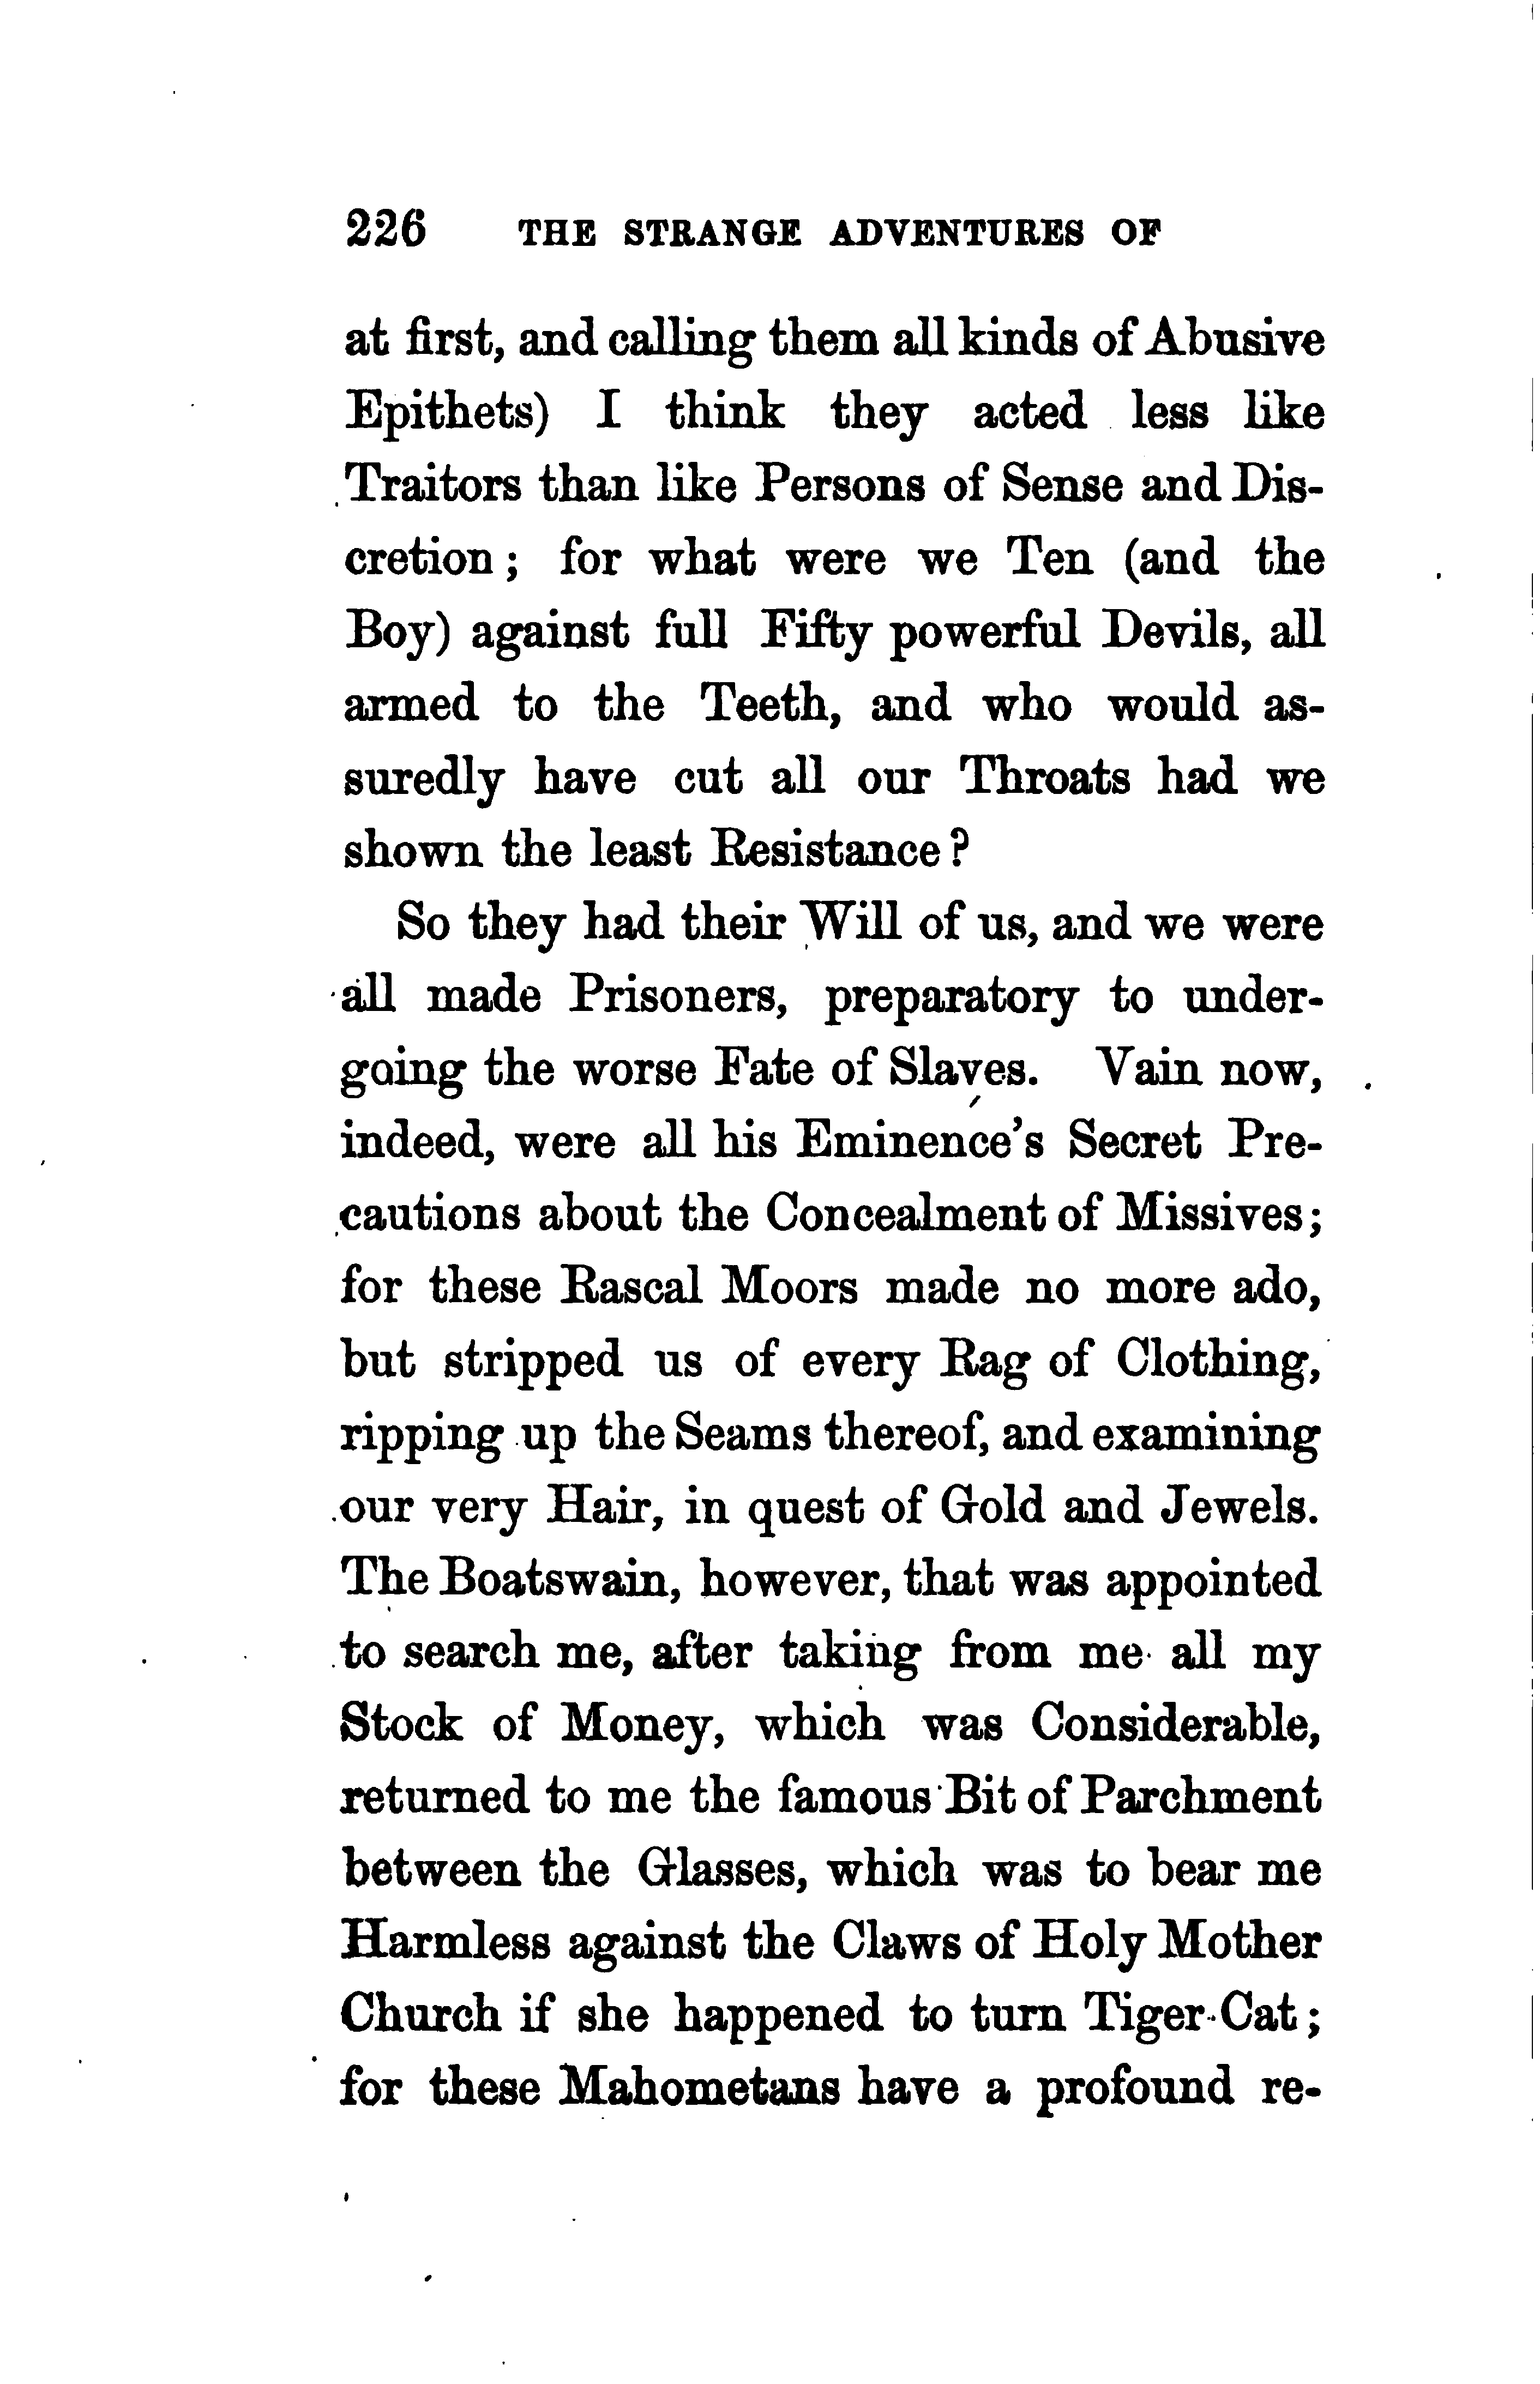 226 THE STRANGE ADVENTURES OF
at first, and calling them all kinds of Abusive
Epithets) I think they acted less like
Traitors than like Persons of Sense and Dis-
cretion; for what were we Ten (and the
Boy) against full Fifty powerful Devils, all
armed to the Teeth, and who would as-
suredly have cut all our Throats had we
shown the least Resistance?
So they had their Will of us, and we were
all made Prisoners, preparatory to under-
going the worse Fate of Slaves. Vain now,
indeed, were all his Eminence's Secret Pre-
cautions about the Concealment of Missives;
for these Rascal Moors made no more ado,
but stripped us of every Rag of Clothing,
ripping up the Seams thereof, and examining
our very Hair, in quest of Gold and Jewels.
The Boatswain, however, that was appointed
to search me, after taking from me all my
Stock of Money, which was Considerable,
returned to me the famous Bit of Parchment
between the Glasses, which was to bear me
Harmless against the Claws of Holy Mother
Church if she happened to turn Tiger-Cat;
for these Mahometans have a profound re-